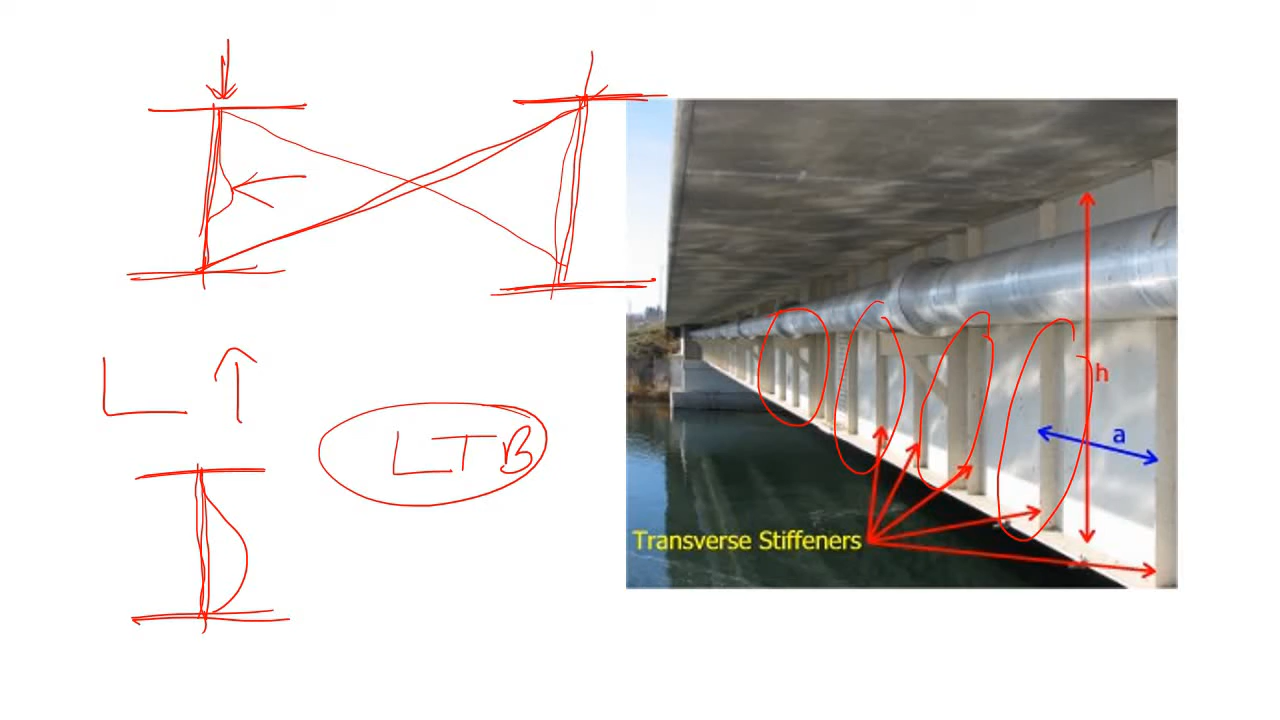 L ↑
LTB
h
a
Transverse Stiffeners